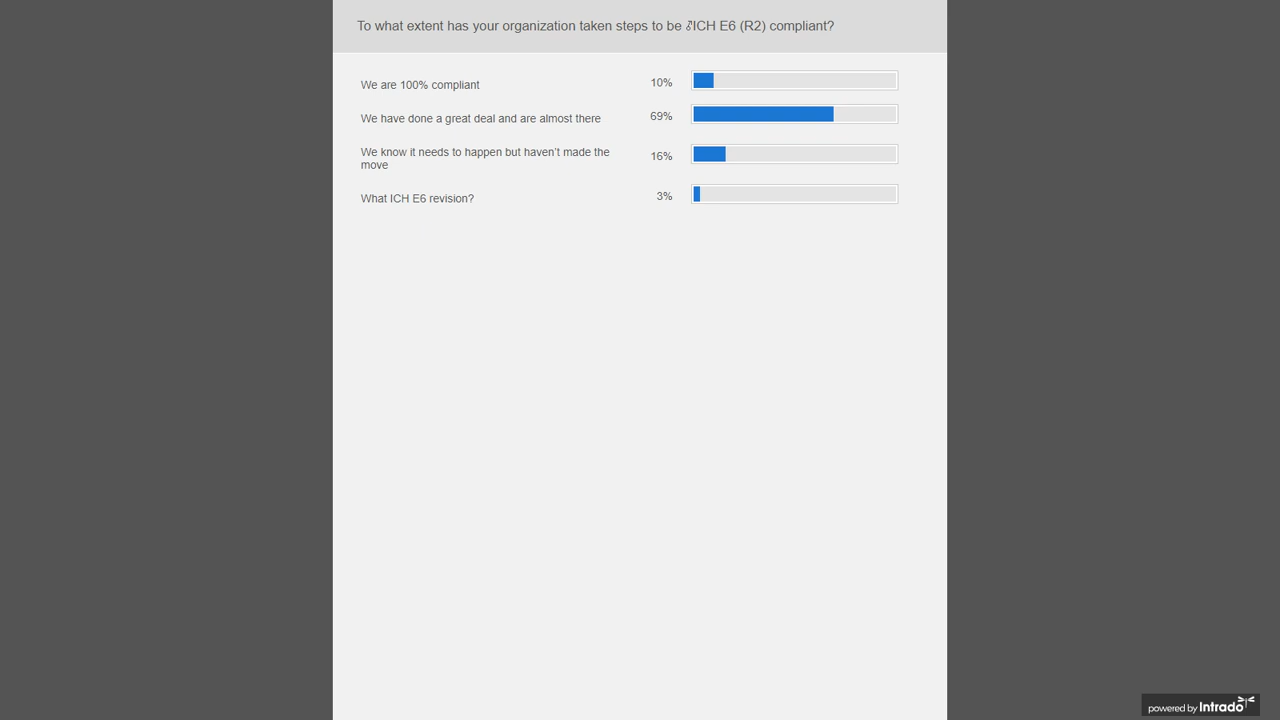 To what extent has your organization taken steps to be ICH E6 (R2) compliant?
We are 100% compliant 10%
We have done a great deal and are almost there 69%
We know it needs to happen but haven’t made the
move 16%
What ICH E6 revision? 3%
powered by Intrado